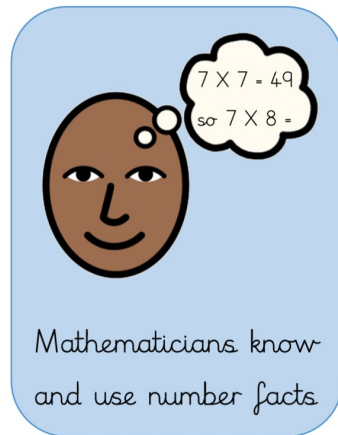 7 X 7 = 49
so 7 X 8 =
Mathematicians know
and use number facts